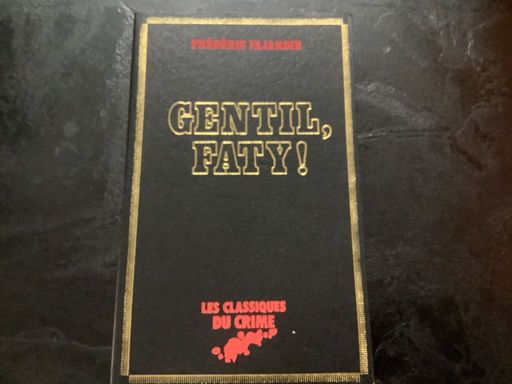 FRÉDÉRIC FAJARDIE
GENTIL,
FATY!
LES CLASSIQUES
DU CRIME